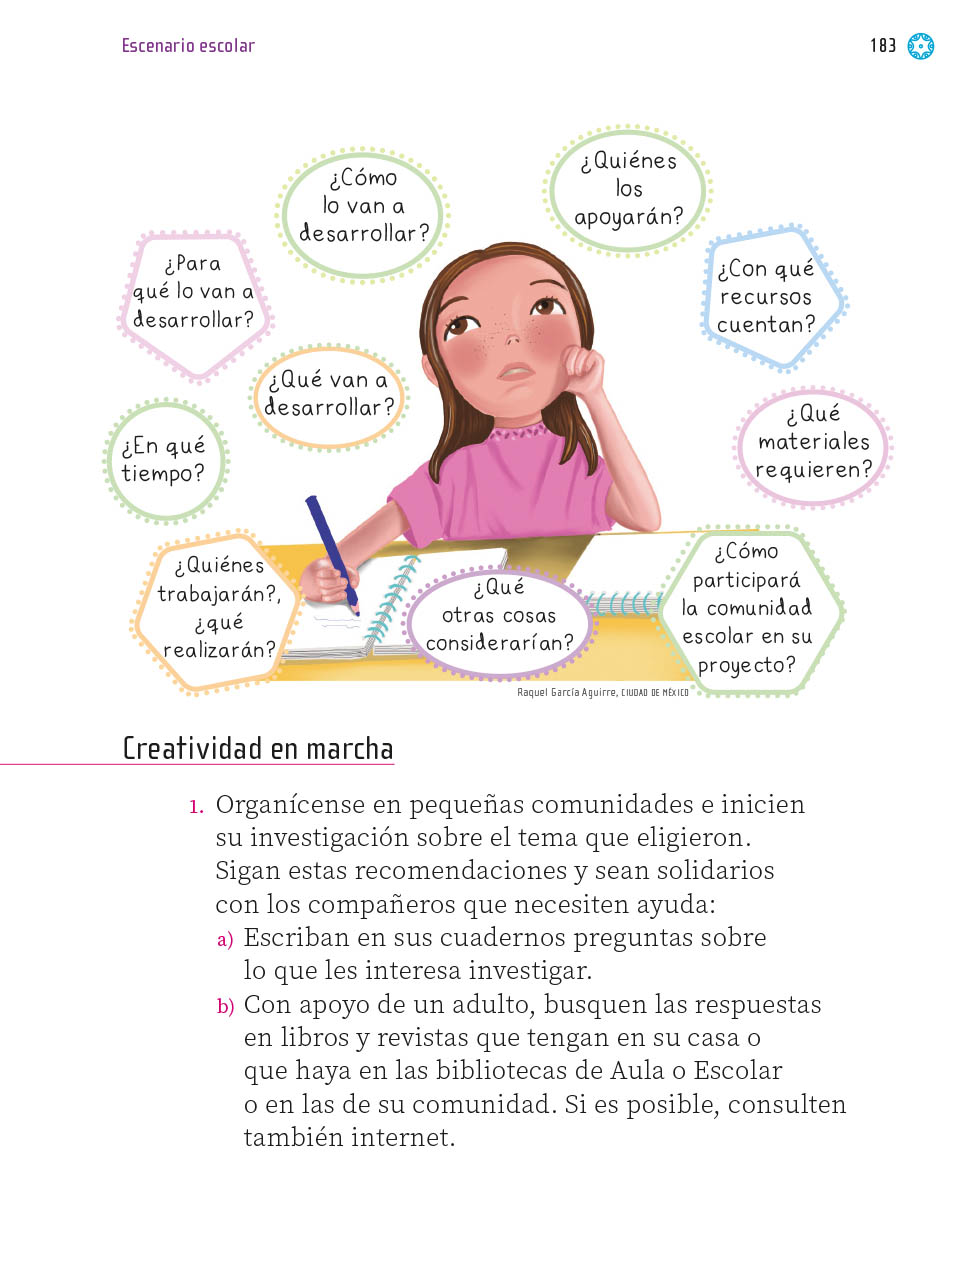 Escenario escolar
183
¿Cómo
lo van a
desarrollar?
¿Quiénes
los
apoyarán?
¿Para
qué lo van a
desarrollar?
¿Con qué
recursos
cuentan?
¿Qué van a
desarrollar?
¿En qué
tiempo?
¿Qué
materiales
requieren?
¿Quiénes
trabajarán?,
¿qué
realizarán?
¿Qué
otras cosas
considerarían?
¿Cómo
participará
la comunidad
escolar en su
proyecto?
Raquel García Aguirre, CIUDAD DE MÉXICO
Creatividad en marcha
1. Organícense en pequeñas comunidades e inicien
su investigación sobre el tema que eligieron.
Sigan estas recomendaciones y sean solidarios
con los compañeros que necesiten ayuda:
a) Escriban en sus cuadernos preguntas sobre
lo que les interesa investigar.
b) Con apoyo de un adulto, busquen las respuestas
en libros y revistas que tengan en su casa o
que haya en las bibliotecas de Aula o Escolar
o en las de su comunidad. Si es posible, consulten
también internet.